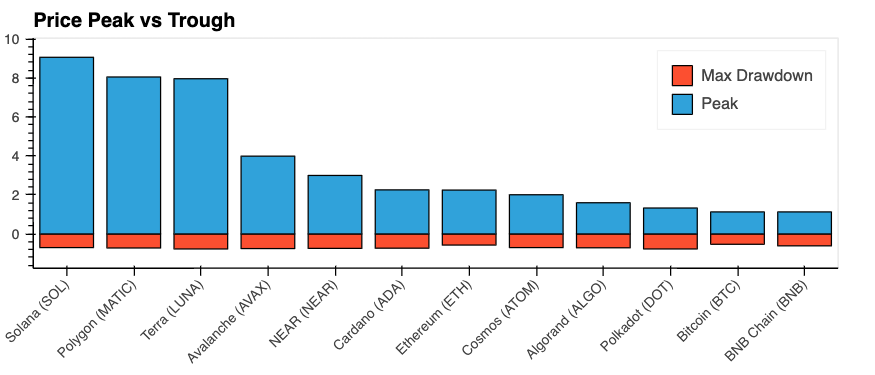 Price Peak vs Trough
10
8
6
4
2
0
Max Drawdown
Peak
Solana (SOL)
Polygon (MATIC)
Terra (LUNA)
Avalanche (AVAX)
NEAR (NEAR)
Cardano (ADA)
Ethereum (ETH)
Cosmos (ATOM)
Algorand (ALGO)
Polkadot (DOT)
Bitcoin (BTC)
BNB Chain (BNB)